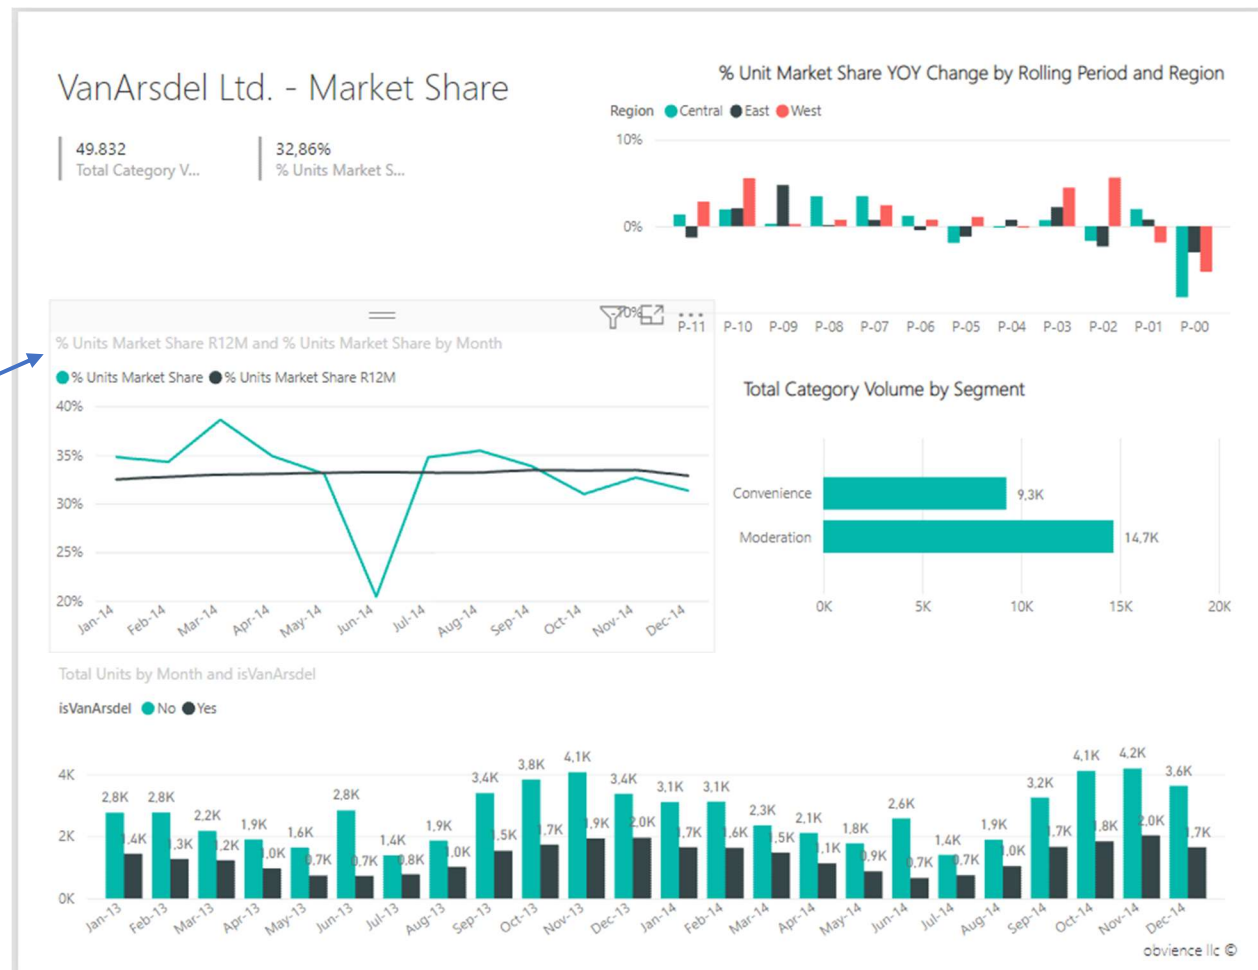 VanArsdel Ltd. - Market Share
49.832
Total Category V...
32,86%
% Units Market S...
% Unit Market Share YOY Change by Rolling Period and Region
Region Central East West
10%
0%
-10%
P-11 P-10 P-09 P-08 P-07 P-06 P-05 P-04 P-03 P-02 P-01 P-00
% Units Market Share R12M and % Units Market Share by Month
% Units Market Share % Units Market Share R12M
40%
35%
30%
25%
20%
Jan-14 Feb-14 Mar-14 Apr-14 May-14 Jun-14 Jul-14 Aug-14 Sep-14 Oct-14 Nov-14 Dec-14
Total Category Volume by Segment
Convenience 9,3K
Moderation 14,7K
0K 5K 10K 15K 20K
Total Units by Month and isVanArsdel
isVanArsdel No Yes
4K
2K
0K
2,8K 2,8K 2,2K 1,9K 1,6K 2,8K 1,4K 1,9K 3,4K 3,8K 4,1K 3,4K 3,1K 3,1K 2,3K 2,1K 1,8K 2,6K 1,4K 1,9K 3,2K 4,1K 4,2K 3,6K
1,4K 1,3K 1,2K 1,0K 0,7K 0,7K 0,8K 1,0K 1,5K 1,7K 1,9K 2,0K 1,7K 1,6K 1,5K 1,1K 0,9K 0,7K 0,7K 1,0K 1,7K 1,8K 2,0K 1,7K
Jan-13 Feb-13 Mar-13 Apr-13 May-13 Jun-13 Jul-13 Aug-13 Sep-13 Oct-13 Nov-13 Dec-13 Jan-14 Feb-14 Mar-14 Apr-14 May-14 Jun-14 Jul-14 Aug-14 Sep-14 Oct-14 Nov-14 Dec-14
obvience llc ©